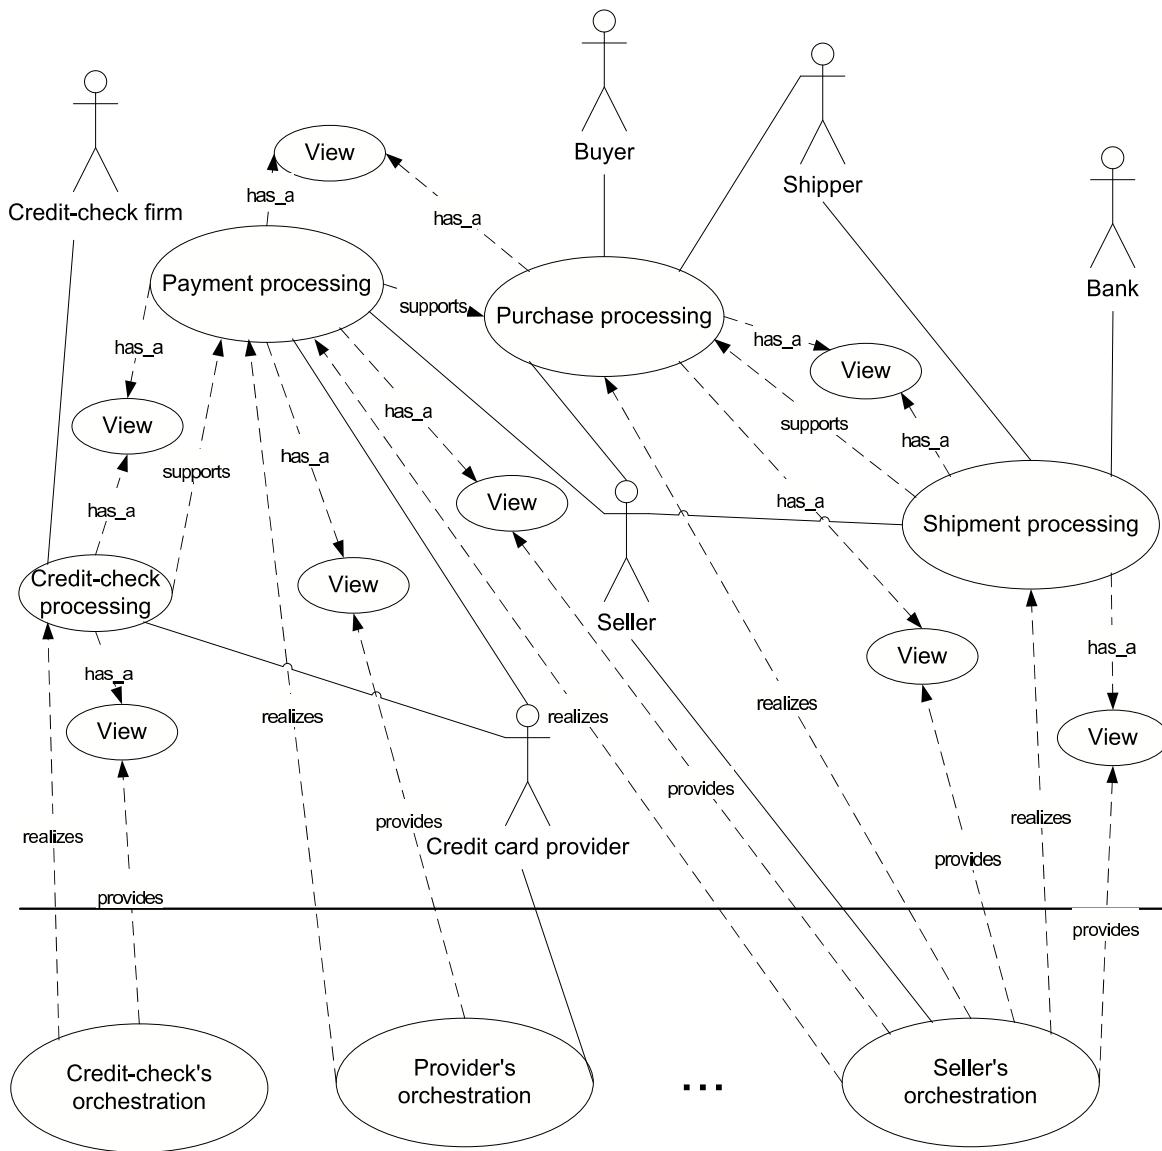 Buyer
View
Shipper
Credit-check firm
has_a
has_a
Payment processing
Bank
supports
Purchase processing
has_a
has_a
View
View
has_a
supports
has_a
supports
has_a
has_a
has_a
View
Shipment processing
Credit-check
processing
View
Seller
View
has_a
has_a
View
realizes
realizes
realizes
View
provides
realizes
provides
realizes
Credit card provider
provides
provides
provides
Credit-check's
orchestration
Provider's
orchestration
...
Seller's
orchestration